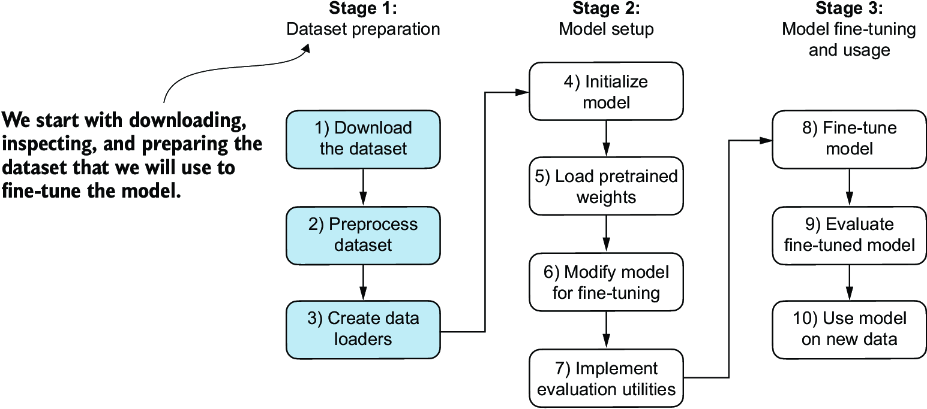 Stage 1:
Dataset preparation
We start with downloading,
inspecting, and preparing the
dataset that we will use to
fine-tune the model.
1) Download
the dataset
2) Preprocess
dataset
3) Create data
loaders
Stage 2:
Model setup
4) Initialize
model
5) Load pretrained
weights
6) Modify model
for fine-tuning
7) Implement
evaluation utilities
Stage 3:
Model fine-tuning
and usage
8) Fine-tune
model
9) Evaluate
fine-tuned model
10) Use model
on new data